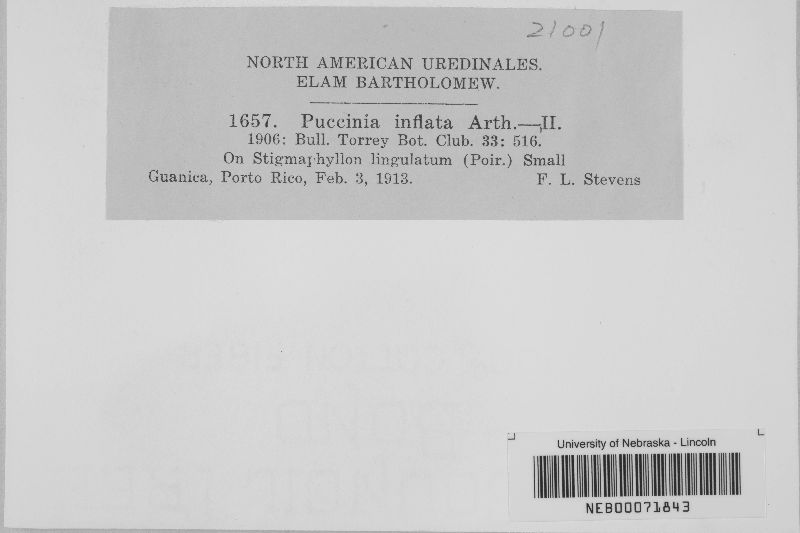 21001
NORTH AMERICAN UREDINALES.
ELAM BARTHOLOMEW.
1657. Puccinia inflata Arth.—II.
1906: Bull. Torrey Bot. Club. 33: 516.
On Stigmaphyllon lingulatum (Poir.) Small
Guanica, Porto Rico, Feb. 3, 1913. F. L. Stevens
University of Nebraska - Lincoln
NEB00071843